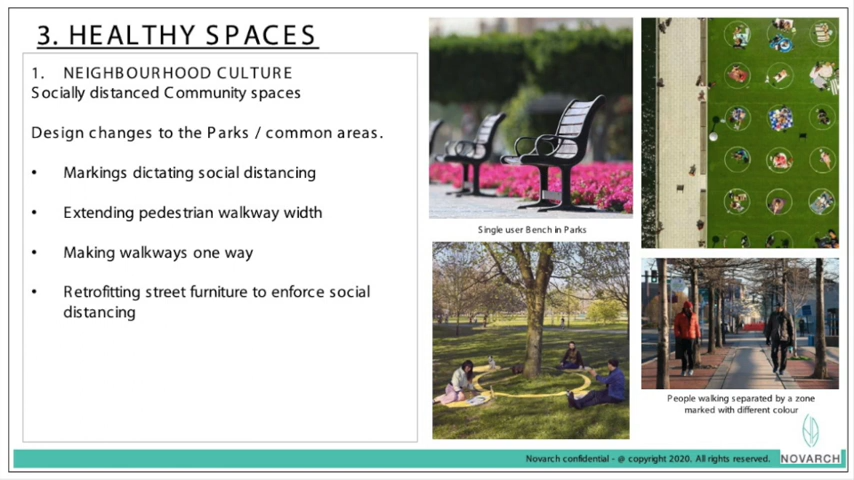 3. HEALTHY SPACES
1. NEIGHBOURHOOD CULTURE
Socially distanced Community spaces
Design changes to the Parks / common areas.
• Markings dictating social distancing
• Extending pedestrian walkway width
• Making walkways one way
• Retrofitting street furniture to enforce social
distancing
Single user Bench in Parks
People walking separated by a zone
marked with different colour
Novarch confidential - @ copyright 2020. All rights reserved.
NOVARCH